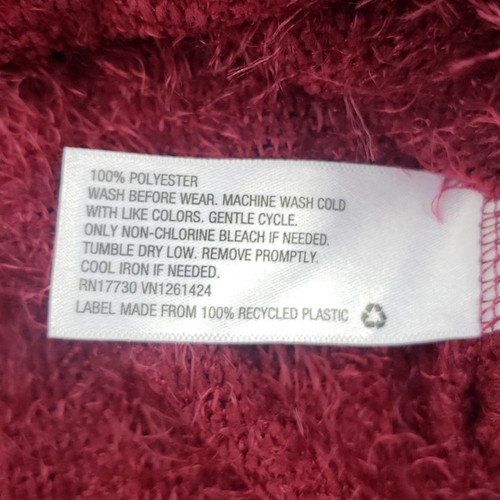 100% POLYESTER
WASH BEFORE WEAR. MACHINE WASH COLD
WITH LIKE COLORS. GENTLE CYCLE.
ONLY NON-CHLORINE BLEACH IF NEEDED.
TUMBLE DRY LOW. REMOVE PROMPTLY.
COOL IRON IF NEEDED.
RN17730 VN1261424
LABEL MADE FROM 100% RECYCLED PLASTIC